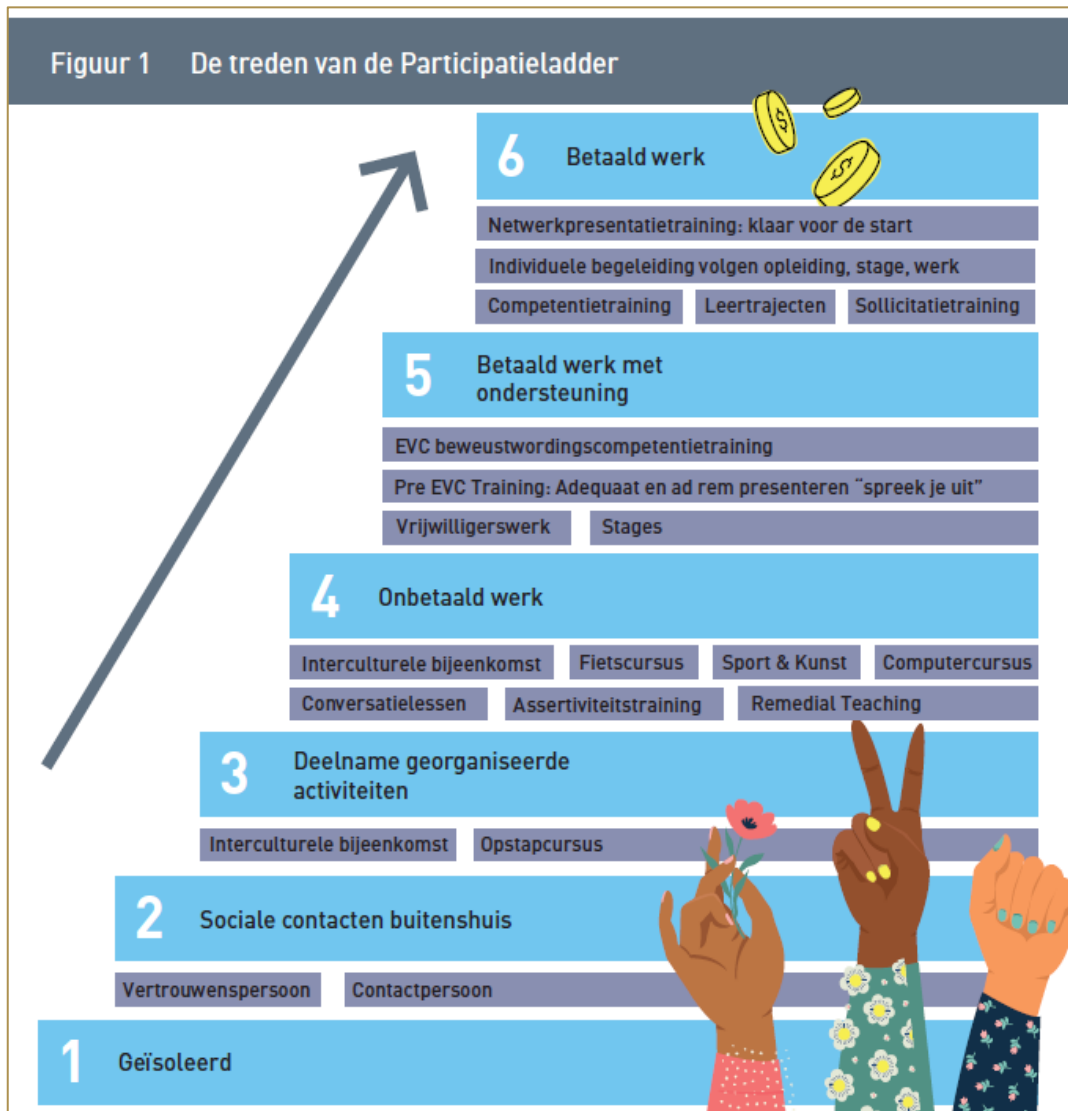 Figuur 1 De treden van de Participatieladder
6 Betaald werk
Netwerkpresentatietraining: klaar voor de start
Individuele begeleiding volgen opleiding, stage, werk
Competentietraining Leertrajecten Sollicitatietraining
5 Betaald werk met
ondersteuning
EVC beweustwordingscompetentietraining
Pre EVC Training: Adequaat en ad rem presenteren ¨spreek je uit”
Vrijwilligerswerk Stages
4 Onbetaald werk
Interculturele bijeenkomst Fietscursus Sport & Kunst Computercursus
Conversatielessen Assertiviteitstraining Remedial Teaching
3 Deelname georganiseerde
activiteiten
Interculturele bijeenkomst Opstapcursus
2 Sociale contacten buitenshuis
Vertrouwenspersoon Contactpersoon
1 Geïsoleerd